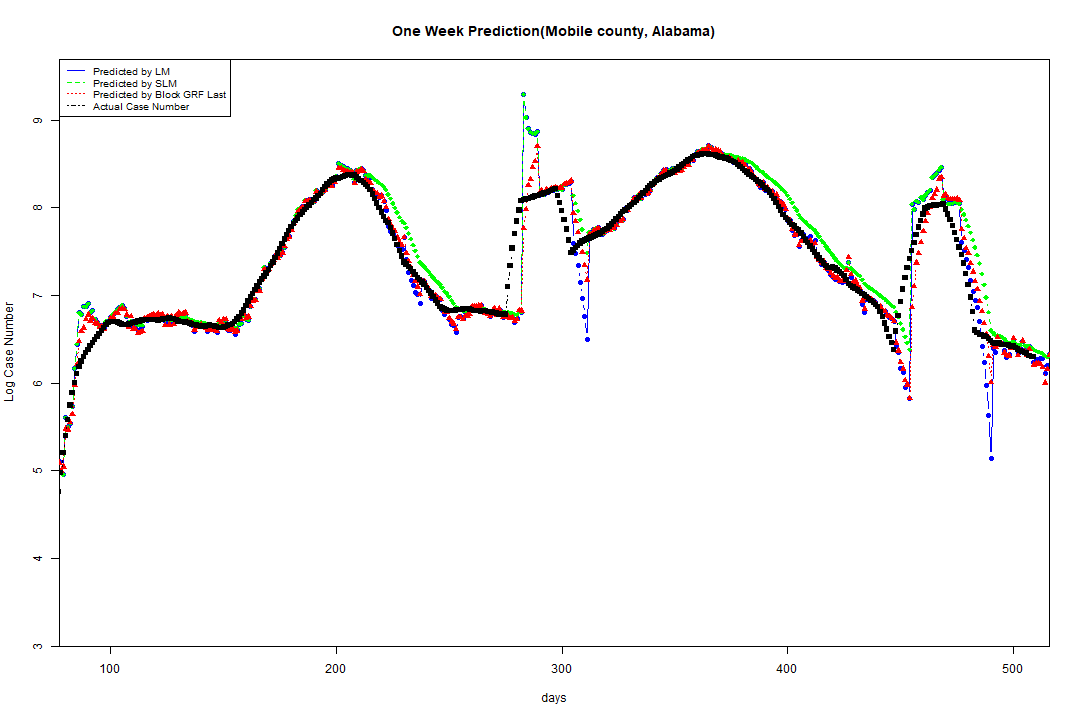 One Week Prediction(Mobile county, Alabama)
Predicted by LM
Predicted by SLM
Predicted by Block GRF Last
Actual Case Number
9
8
7
6
5
4
3
Log Case Number
100 200 300 400 500
days